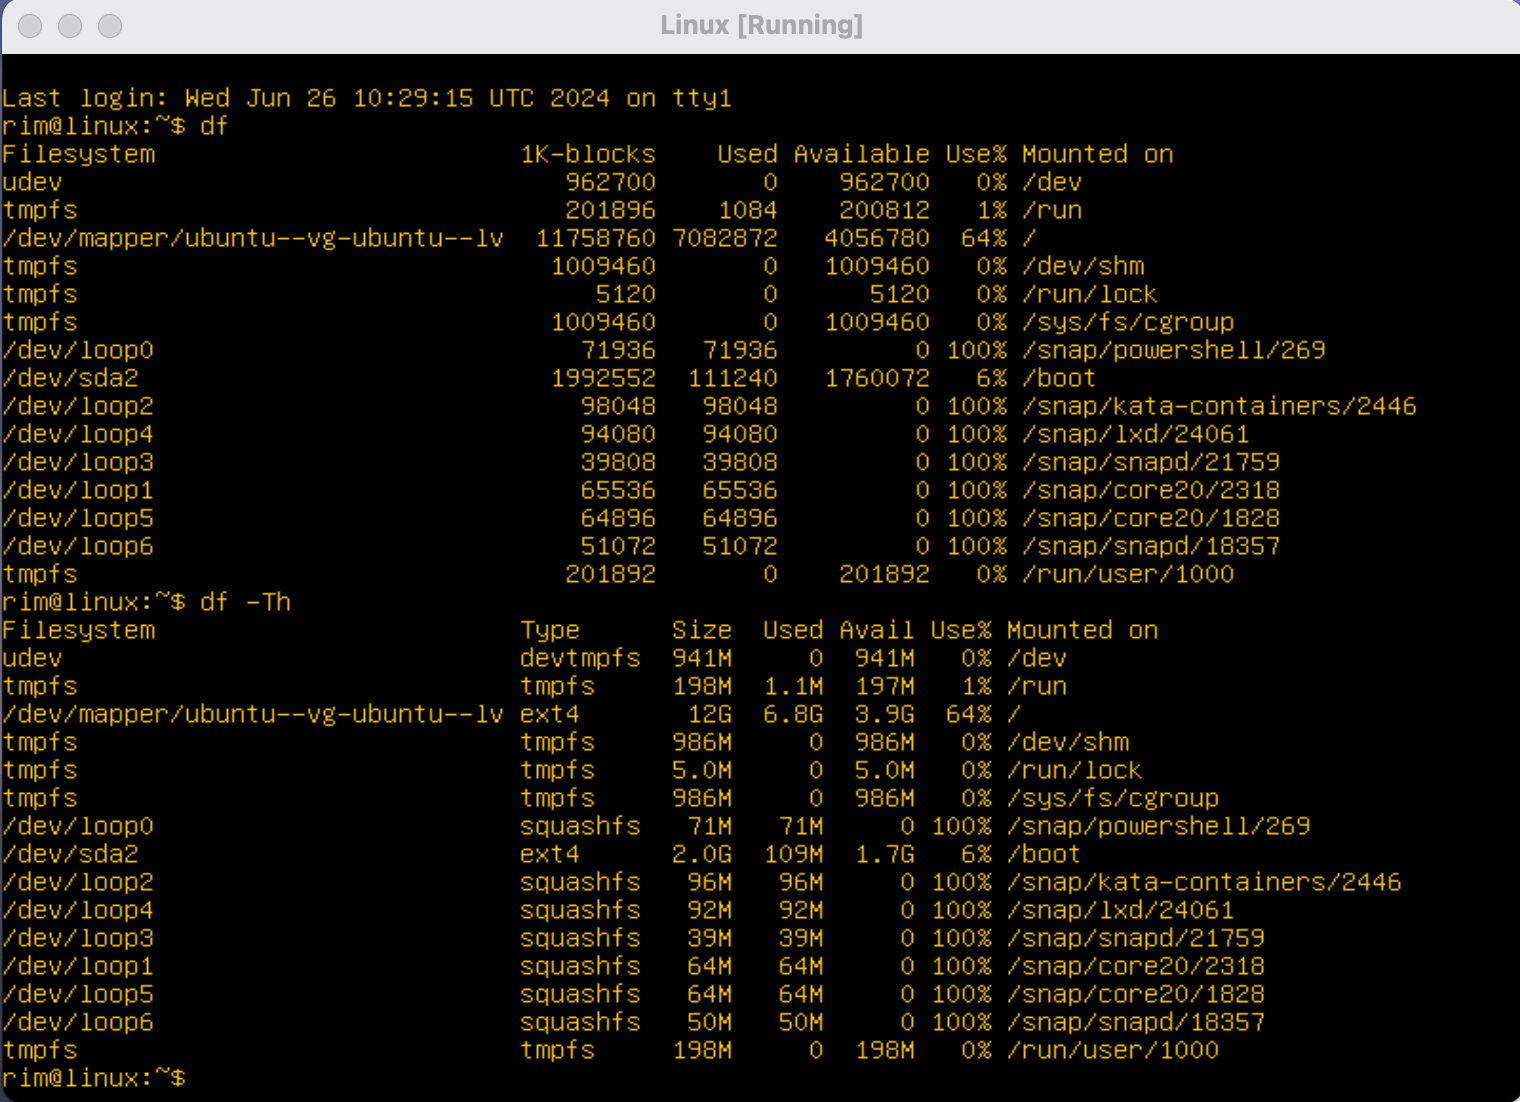 Linux [Running]
Last login: Wed Jun 26 10:29:15 UTC 2024 on tty1
rim@linux:~$ df
Filesystem                        1K-blocks    Used Available Use% Mounted on
udev                                 962700       0    962700   0% /dev
tmpfs                                201896    1084    200812   1% /run
/dev/mapper/ubuntu--vg-ubuntu--lv  11758760 7082872   4056780  64% /
tmpfs                               1009460       0   1009460   0% /dev/shm
tmpfs                                  5120       0      5120   0% /run/lock
tmpfs                               1009460       0   1009460   0% /sys/fs/cgroup
/dev/loop0                            71936   71936         0 100% /snap/powershell/269
/dev/sda2                           1992552  111240   1760072   6% /boot
/dev/loop2                            98048   98048         0 100% /snap/kata-containers/2446
/dev/loop4                            94080   94080         0 100% /snap/lxd/24061
/dev/loop3                            39808   39808         0 100% /snap/snapd/21759
/dev/loop1                            65536   65536         0 100% /snap/core20/2318
/dev/loop5                            64896   64896         0 100% /snap/core20/1828
/dev/loop6                            51072   51072         0 100% /snap/snapd/18357
tmpfs                                201892       0    201892   0% /run/user/1000
rim@linux:~$ df -Th
Filesystem                        Type      Size  Used Avail Use% Mounted on
udev                              devtmpfs  941M     0  941M   0% /dev
tmpfs                             tmpfs     198M  1.1M  197M   1% /run
/dev/mapper/ubuntu--vg-ubuntu--lv ext4       12G  6.8G  3.9G  64% /
tmpfs                             tmpfs     986M     0  986M   0% /dev/shm
tmpfs                             tmpfs     5.0M     0  5.0M   0% /run/lock
tmpfs                             tmpfs     986M     0  986M   0% /sys/fs/cgroup
/dev/loop0                        squashfs   71M   71M     0 100% /snap/powershell/269
/dev/sda2                         ext4      2.0G  109M  1.7G   6% /boot
/dev/loop2                        squashfs   96M   96M     0 100% /snap/kata-containers/2446
/dev/loop4                        squashfs   92M   92M     0 100% /snap/lxd/24061
/dev/loop3                        squashfs   39M   39M     0 100% /snap/snapd/21759
/dev/loop1                        squashfs   64M   64M     0 100% /snap/core20/2318
/dev/loop5                        squashfs   64M   64M     0 100% /snap/core20/1828
/dev/loop6                        squashfs   50M   50M     0 100% /snap/snapd/18357
tmpfs                             tmpfs     198M     0  198M   0% /run/user/1000
rim@linux:~$